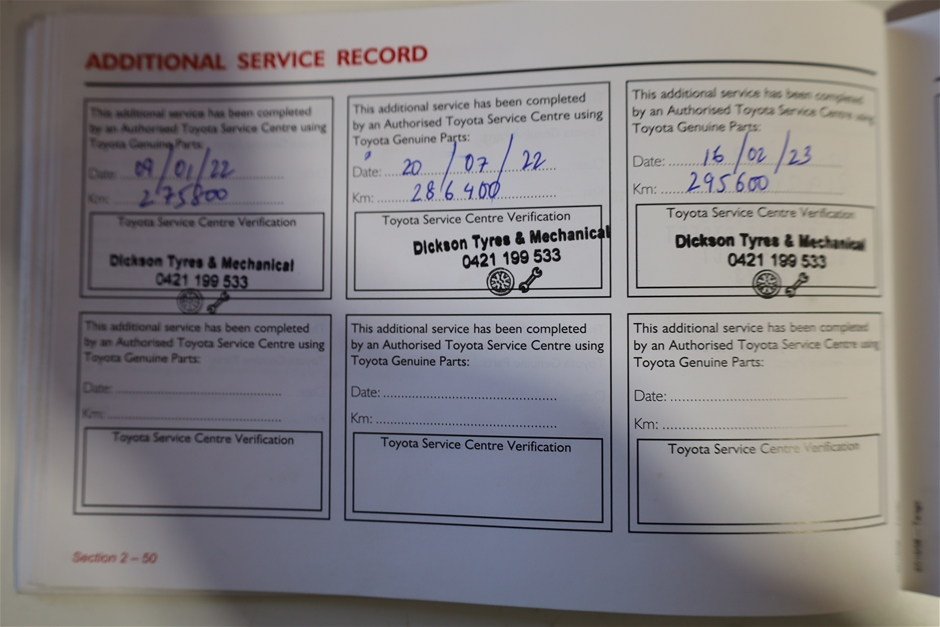 ADDITIONAL SERVICE RECORD
This additional service has been completed
by an Authorised Toyota Service Centre using
Toyota Genuine Parts:
Date: 09/01/22
Km: 275800
Toyota Service Centre Verification
Dickson Tyres & Mechanical
0421 199 533
This additional service has been completed
by an Authorised Toyota Service Centre using
Toyota Genuine Parts:
Date: 20/07/22
Km: 286400
Toyota Service Centre Verification
Dickson Tyres & Mechanical
0421 199 533
This additional service has been completed
by an Authorised Toyota Service Centre using
Toyota Genuine Parts:
Date: 16/02/23
Km: 295600
Toyota Service Centre Verification
Dickson Tyres & Mechanical
0421 199 533
This additional service has been completed
by an Authorised Toyota Service Centre using
Toyota Genuine Parts:
Date:
Km:
Toyota Service Centre Verification
This additional service has been completed
by an Authorised Toyota Service Centre using
Toyota Genuine Parts:
Date:
Km:
Toyota Service Centre Verification
This additional service has been completed
by an Authorised Toyota Service Centre using
Toyota Genuine Parts:
Date:
Km:
Toyota Service Centre Verification
Section 2 – 50